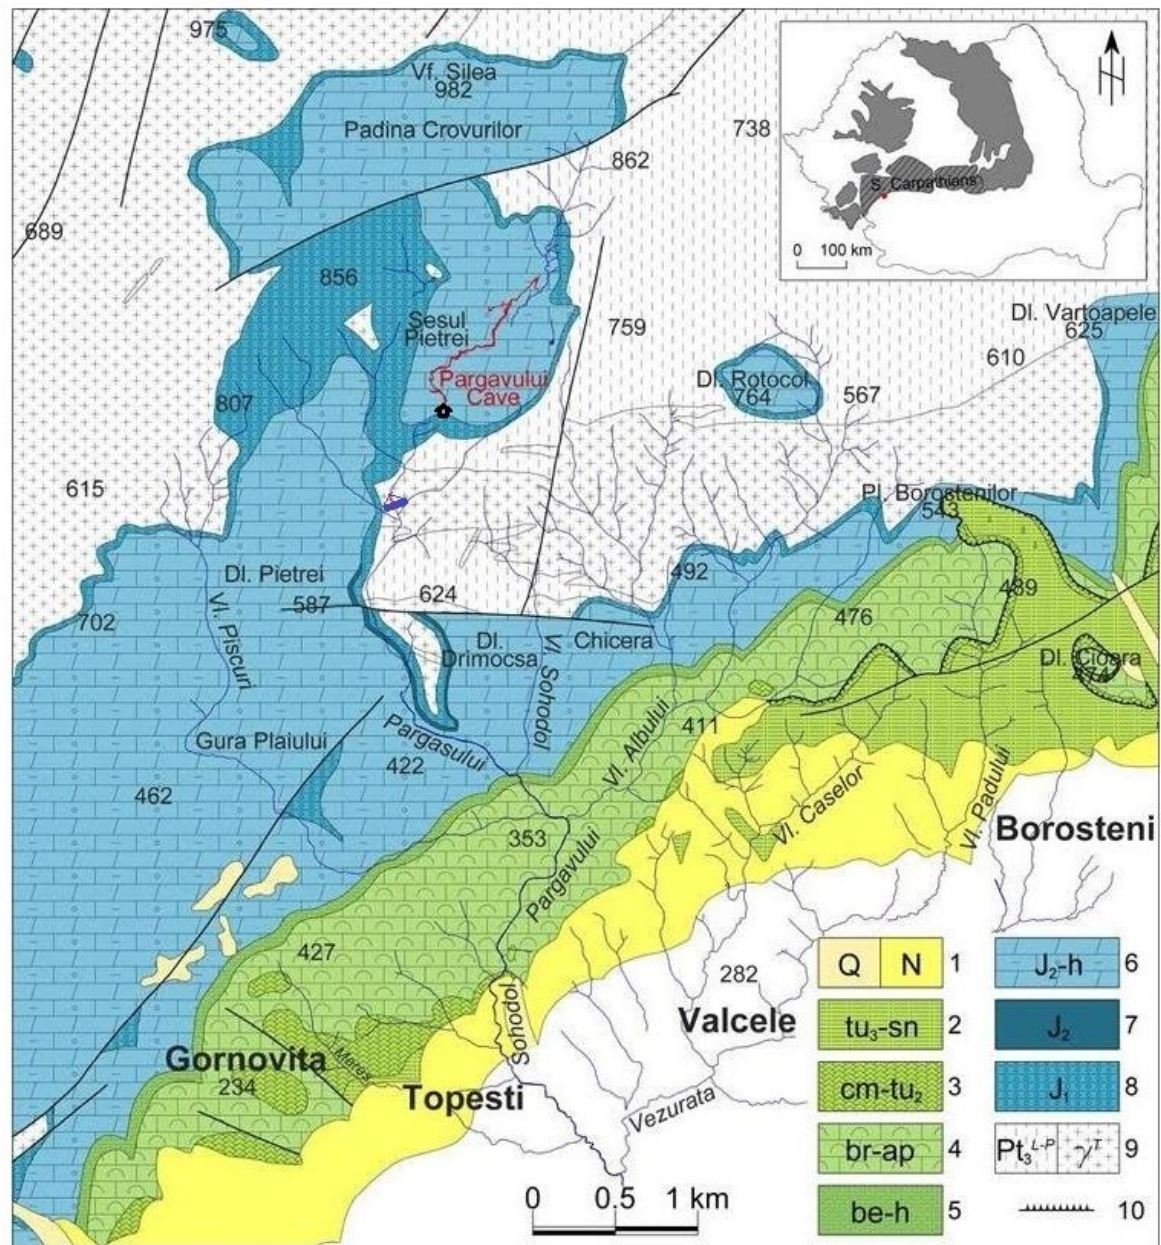 975
Vf. Silea
982
Padina Crovurilor
738
862
S. Carpathians
0 100 km
689
856
Sesul
Pietrei
759
Dl. Vartoapele
625
610
Pargavului
Cave
Dl. Rotocol
764
567
807
615
Pl. Borostenilor
543
Dl. Pietrei
587
624
492
489
476
702
Vl. Piscuri
Dl.
Drimocsa
Vl. Sohodol
Chicera
Dl. Cioara
474
Gura Plaiului
Pargasului
422
Vl. Albului
411
462
353
Pargavului
Vl. Caselor
Vl. Padului
Borosteni
427
282
Valcele
Sohodol
Gornovita
234
Meres
Topesti
Vezurata
0 0.5 1 km
Q N 1
tu₃-sn 2
cm-tu₂ 3
br-ap 4
be-h 5
J₂-h 6
J₂ 7
J₁ 8
Pt₃ᴸ⁻ᴾ γᵀ 9
10